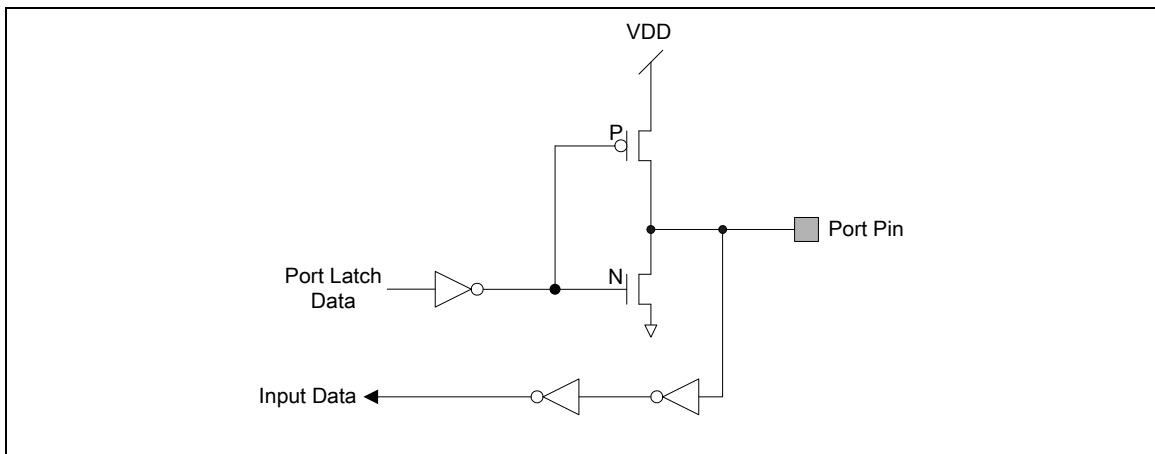 VDD
P
Port Pin
N
Port Latch
Data
Input Data